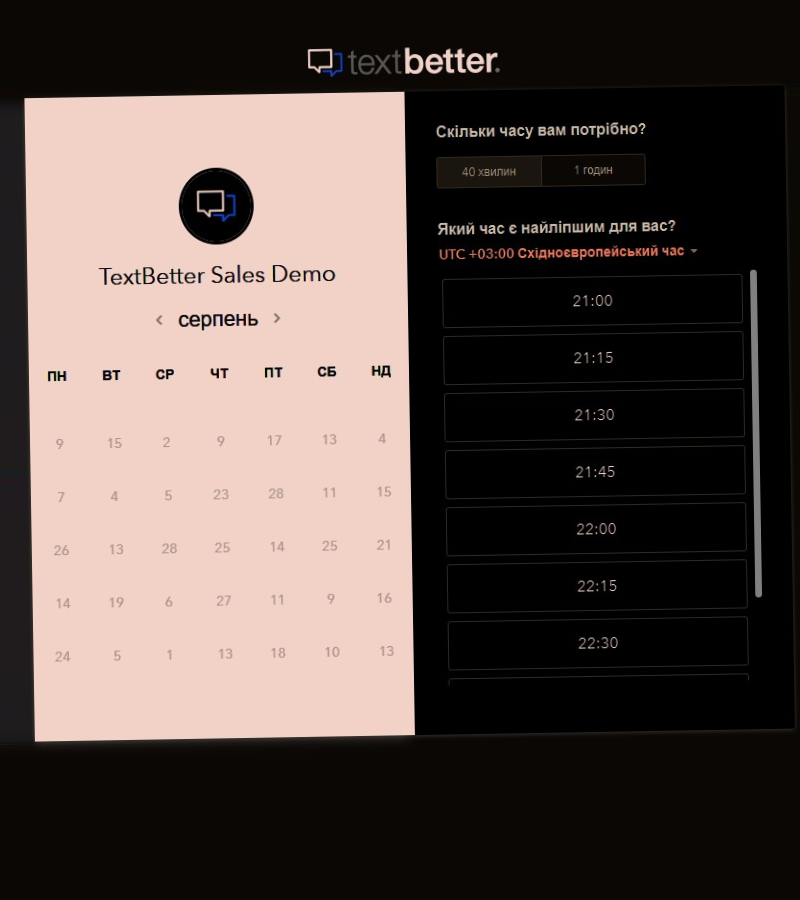 textbetter.
TextBetter Sales Demo
серпень
ПН ВТ СР ЧТ ПТ СБ НД
9 15 2 9 17 13 4
7 4 5 23 28 11 15
26 13 28 25 14 25 21
14 19 6 27 11 9 16
24 5 1 13 18 10 13
Скільки часу вам потрібно?
40 хвилин 1 годин
Який час є найліпшим для вас?
UTC +03:00 Східноєвропейський час
21:00
21:15
21:30
21:45
22:00
22:15
22:30